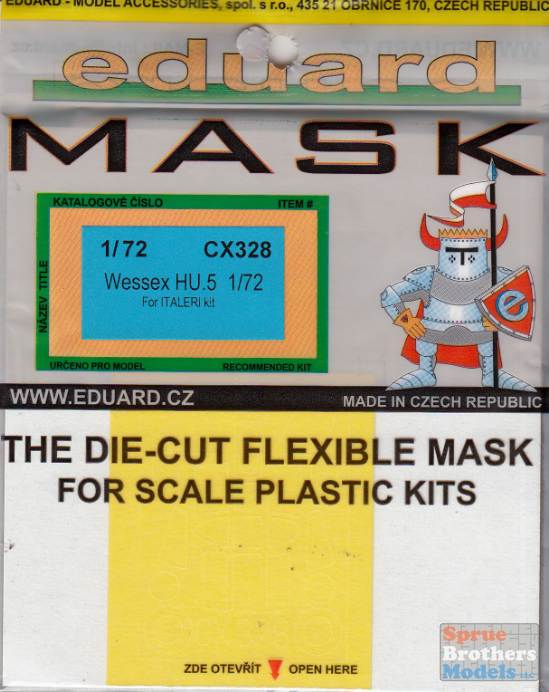 EDUARD - MODEL ACCESSORIES, spol. s r.o., 435 21 OBRNICE 170, CZECH REPUBLIC
eduard
MASK
KATALOGOVÉ ČÍSLO ITEM #
NÁZEV TITLE
1/72 CX328
Wessex HU.5 1/72
For ITALERI kit
URČENO PRO MODEL RECOMMENDED KIT
e
WWW.EDUARD.CZ MADE IN CZECH REPUBLIC
THE DIE-CUT FLEXIBLE MASK
FOR SCALE PLASTIC KITS
ZDE OTEVŘÍT OPEN HERE
Sprue
Brothers
Models LLC